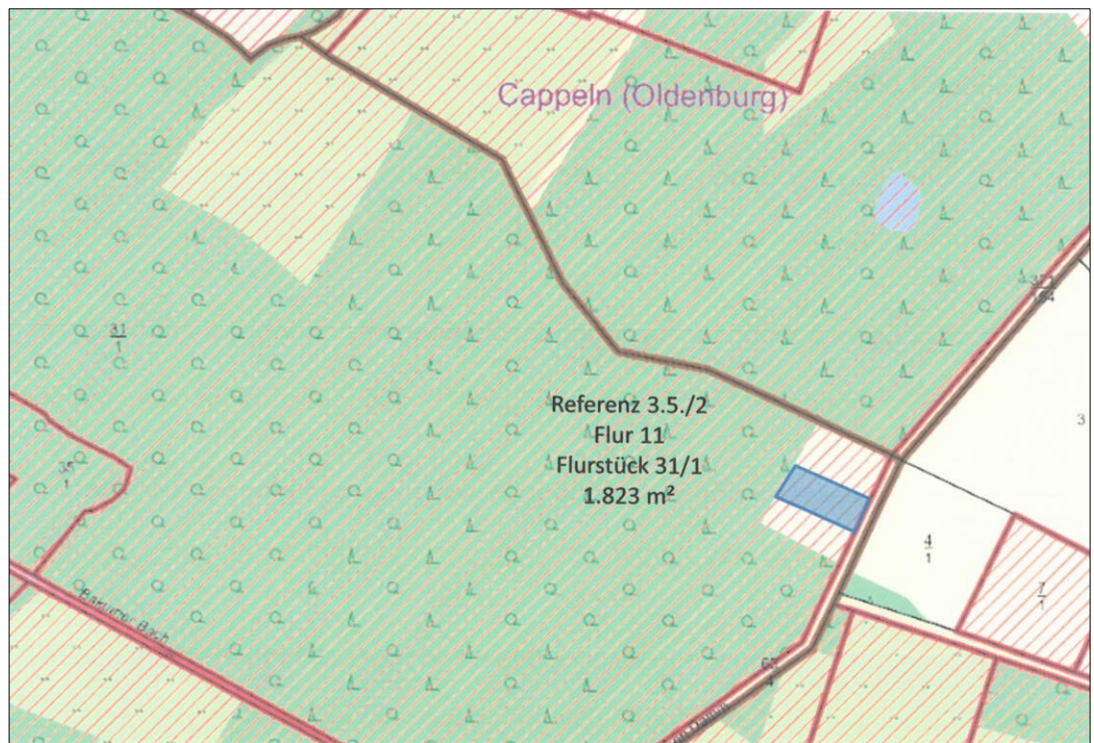 Cappeln (Oldenburg)
31
1
3
Referenz 3.5./2
Flur 11
Flurstück 31/1
1.823 m²
35
1
4
1
7
1
Bakumer Bach